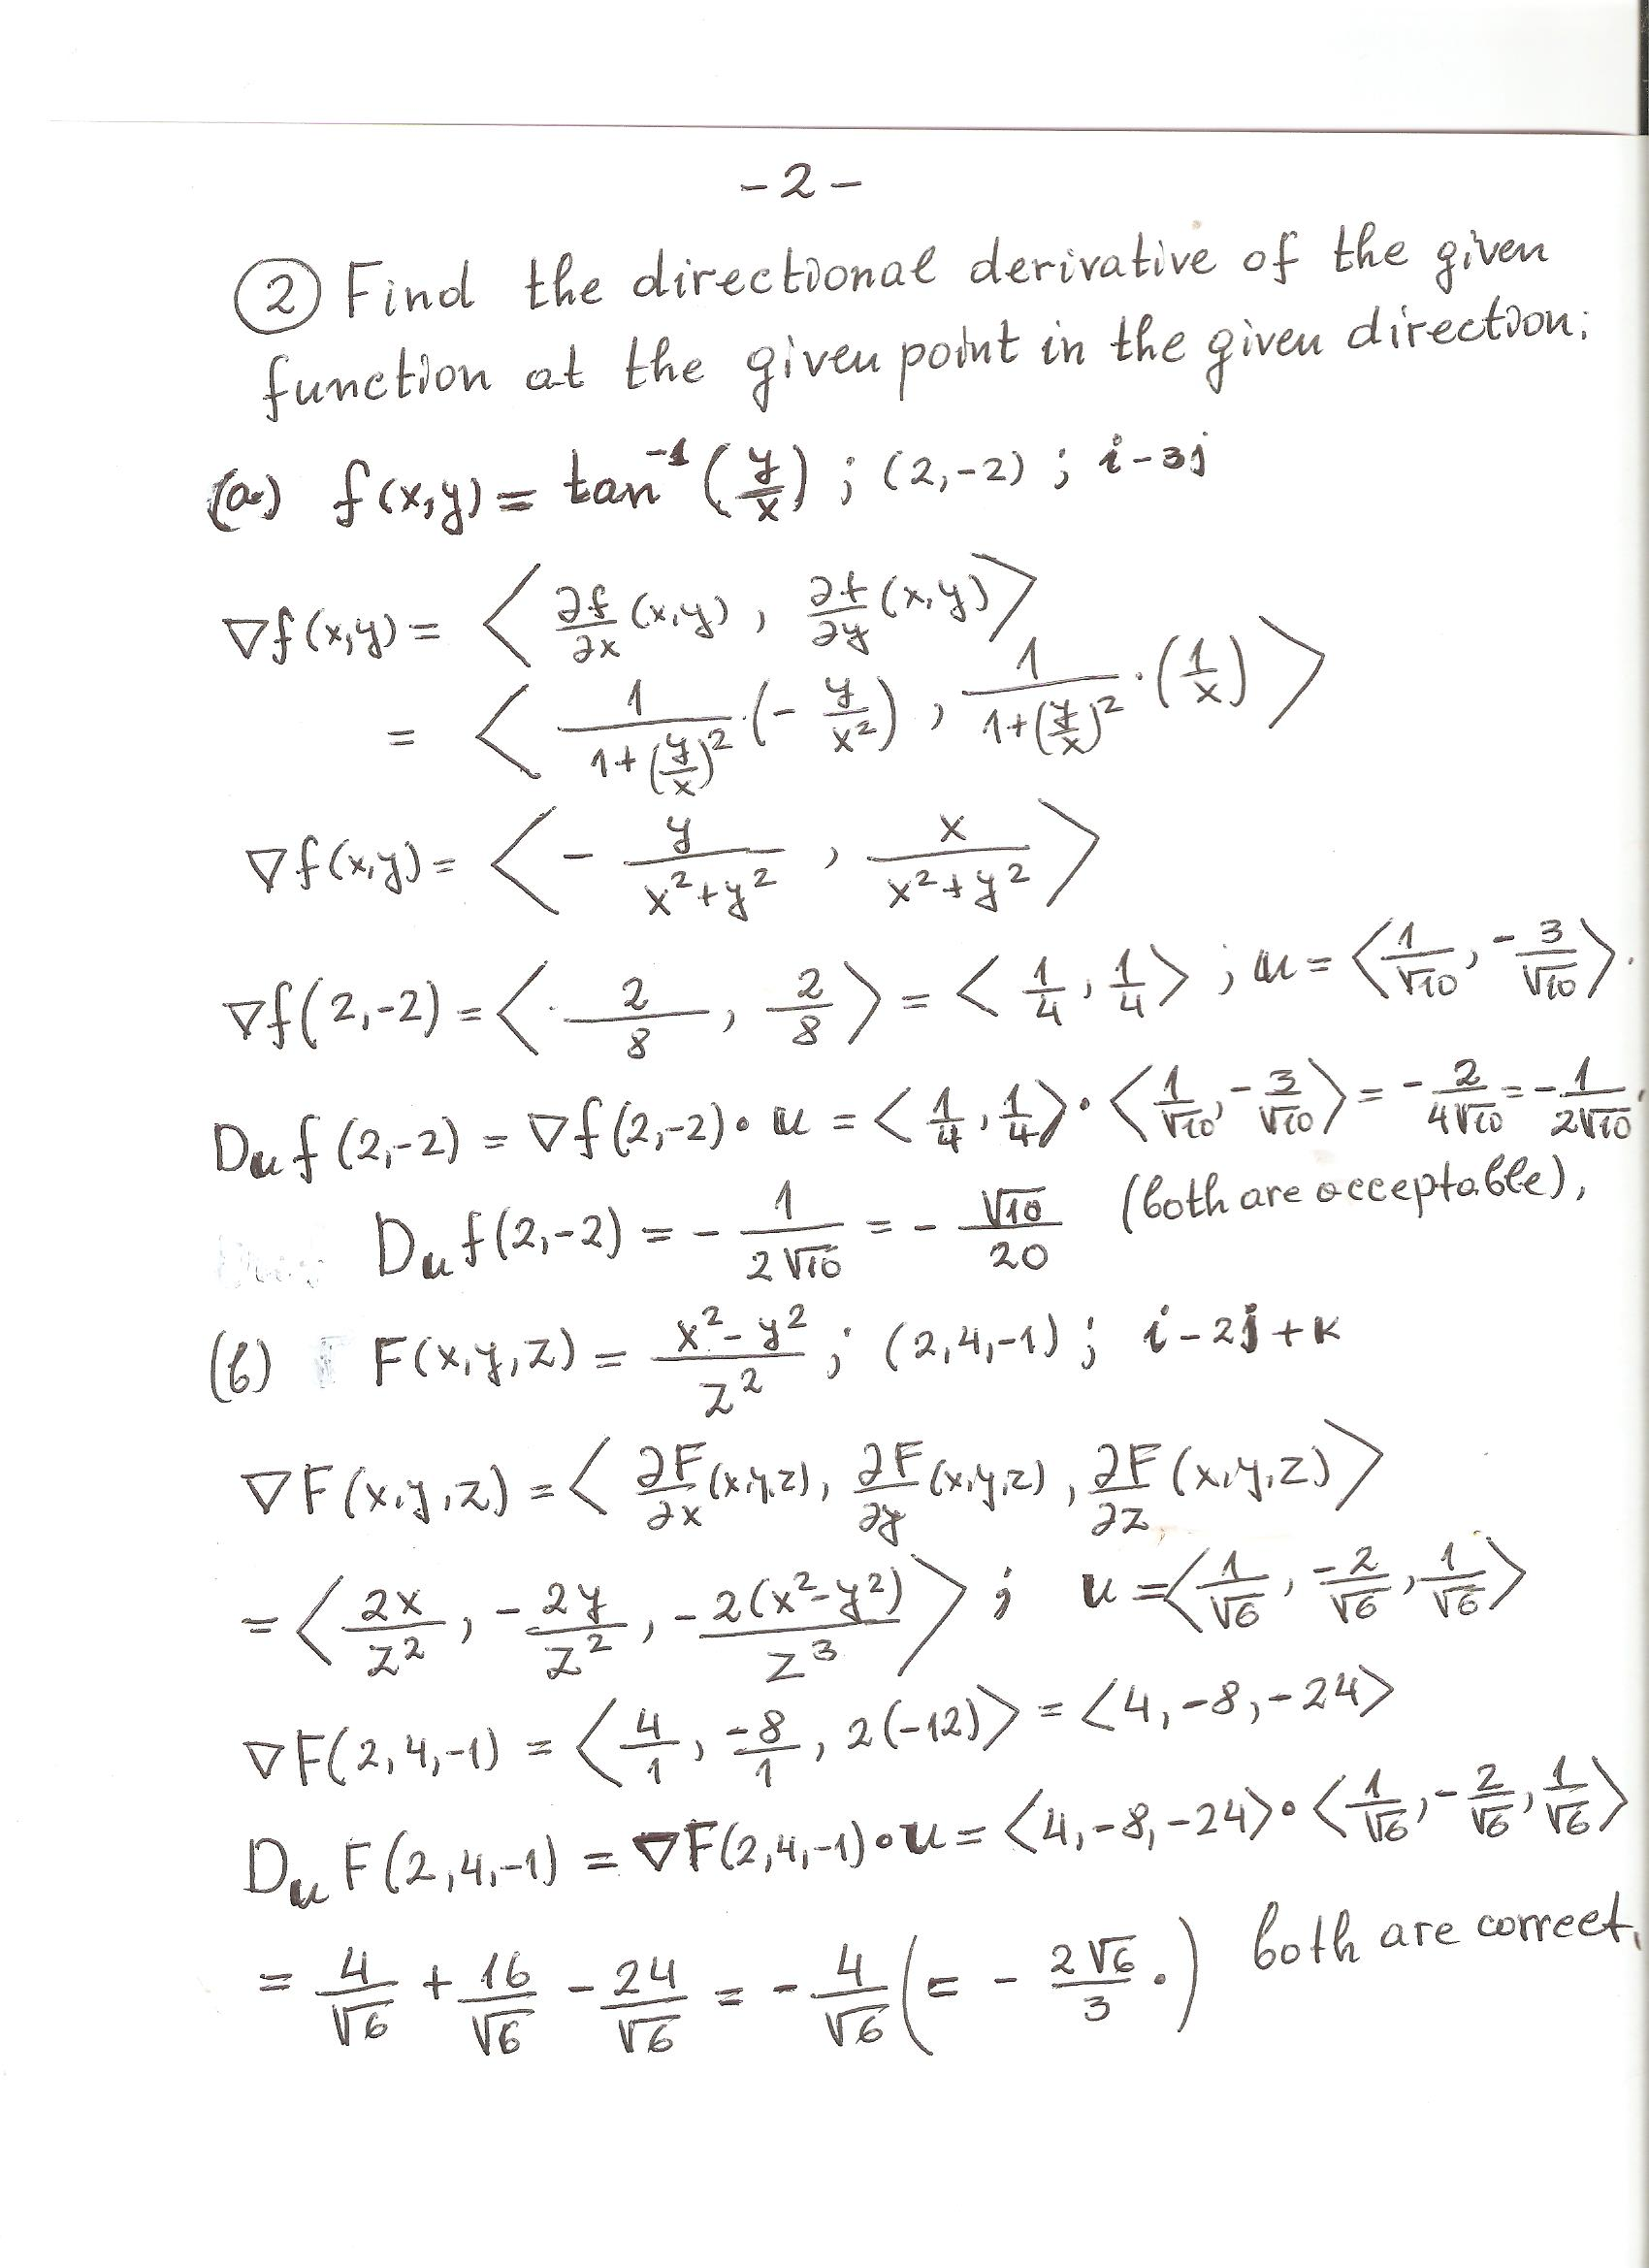 - 2 -
② Find the directional derivative of the given
function at the given point in the given direction:
(a) f(x,y) = tan⁻¹(y/x) ; (2,-2) ; i-3j
∇f(x,y) = < ∂f/∂x (x,y), ∂f/∂y (x,y) >
= < 1/(1+(y/x)²) · (- y/x²), 1/(1+(y/x)²) · (1/x) >
∇f(x,y) = < - y/(x²+y²), x/(x²+y²) >
∇f(2,-2) = < 2/8, 2/8 > = < 1/4, 1/4 > ; u = < 1/√10, - 3/√10 >.
Duf(2,-2) = ∇f(2,-2) • u = < 1/4, 1/4 > • < 1/√10, - 3/√10 > = - 2/(4√10) = - 1/(2√10).
Duf(2,-2) = - 1/(2√10) = - √10/20 (both are acceptable),
(b) F(x,y,z) = (x²-y²)/z² ; (2,4,-1) ; i-2j+k
∇F(x,y,z) = < ∂F/∂x (x,y,z), ∂F/∂y (x,y,z), ∂F/∂z (x,y,z) >
= < 2x/z², - 2y/z², - 2(x²-y²)/z³ > ; u = < 1/√6, -2/√6, 1/√6 >
∇F(2,4,-1) = < 4/1, -8/1, 2(-12) > = < 4, -8, -24 >
DuF(2,4,-1) = ∇F(2,4,-1) • u = < 4, -8, -24 > • < 1/√6, - 2/√6, 1/√6 >
= 4/√6 + 16/√6 - 24/√6 = - 4/√6 (= - 2√6/3 .) both are correct.